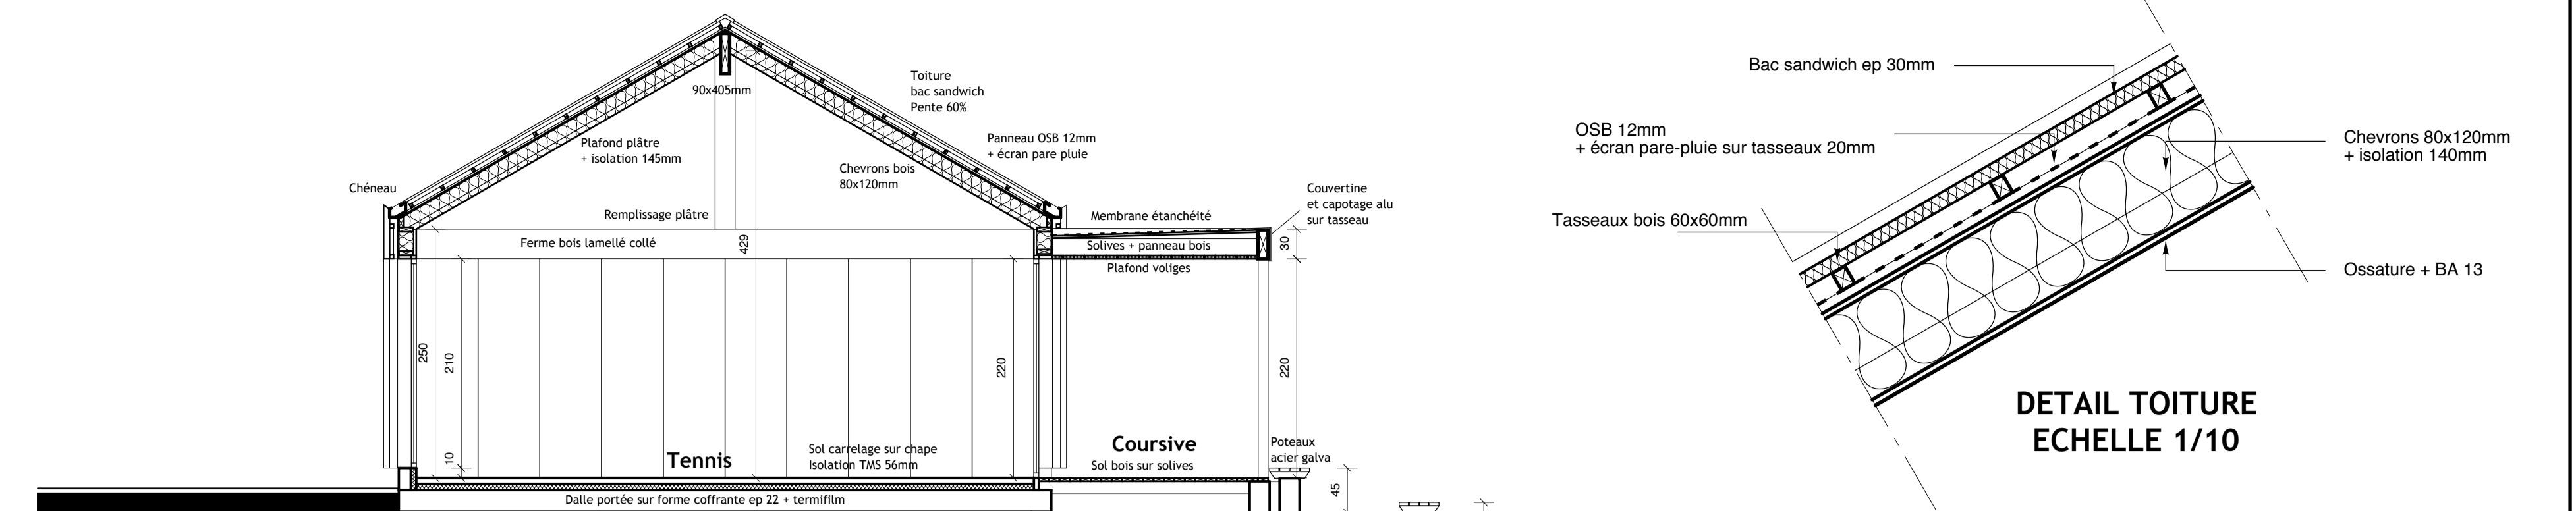 90x405mm
Toiture
bac sandwich
Pente 60%
Plafond plâtre
+ isolation 145mm
Panneau OSB 12mm
+ écran pare pluie
Chevrons bois
80x120mm
Chéneau
Remplissage plâtre
Ferme bois lamellé collé
429
Membrane étanchéité
Solives + panneau bois
Plafond voliges
Couvertine
et capotage alu
sur tasseau
30
250
210
10
220
220
Tennis
Sol carrelage sur chape
Isolation TMS 56mm
Coursive
Sol bois sur solives
Poteaux
acier galva
45
Dalle portée sur forme coffrante ep 22 + termifilm
Bac sandwich ep 30mm
OSB 12mm
+ écran pare-pluie sur tasseaux 20mm
Tasseaux bois 60x60mm
Chevrons 80x120mm
+ isolation 140mm
Ossature + BA 13
DETAIL TOITURE
ECHELLE 1/10